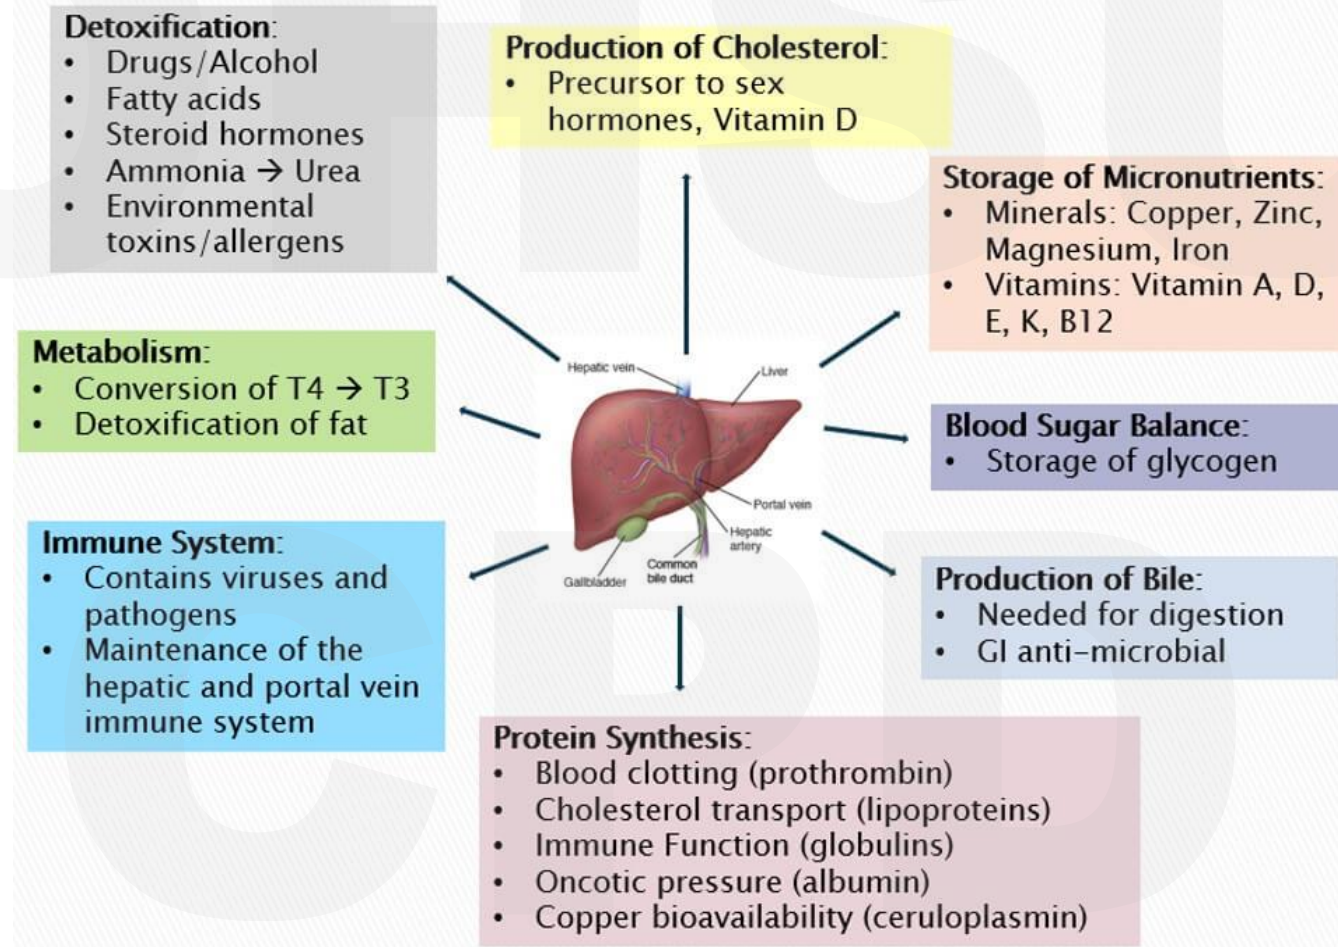 Detoxification:
• Drugs/Alcohol
• Fatty acids
• Steroid hormones
• Ammonia → Urea
• Environmental
toxins/allergens
Production of Cholesterol:
• Precursor to sex
hormones, Vitamin D
Storage of Micronutrients:
• Minerals: Copper, Zinc,
Magnesium, Iron
• Vitamins: Vitamin A, D,
E, K, B12
Metabolism:
• Conversion of T4 → T3
• Detoxification of fat
Hepatic vein
Liver
Portal vein
Hepatic
artery
Common
bile duct
Gallbladder
Blood Sugar Balance:
• Storage of glycogen
Immune System:
• Contains viruses and
pathogens
• Maintenance of the
hepatic and portal vein
immune system
Production of Bile:
• Needed for digestion
• GI anti-microbial
Protein Synthesis:
• Blood clotting (prothrombin)
• Cholesterol transport (lipoproteins)
• Immune Function (globulins)
• Oncotic pressure (albumin)
• Copper bioavailability (ceruloplasmin)
CPD